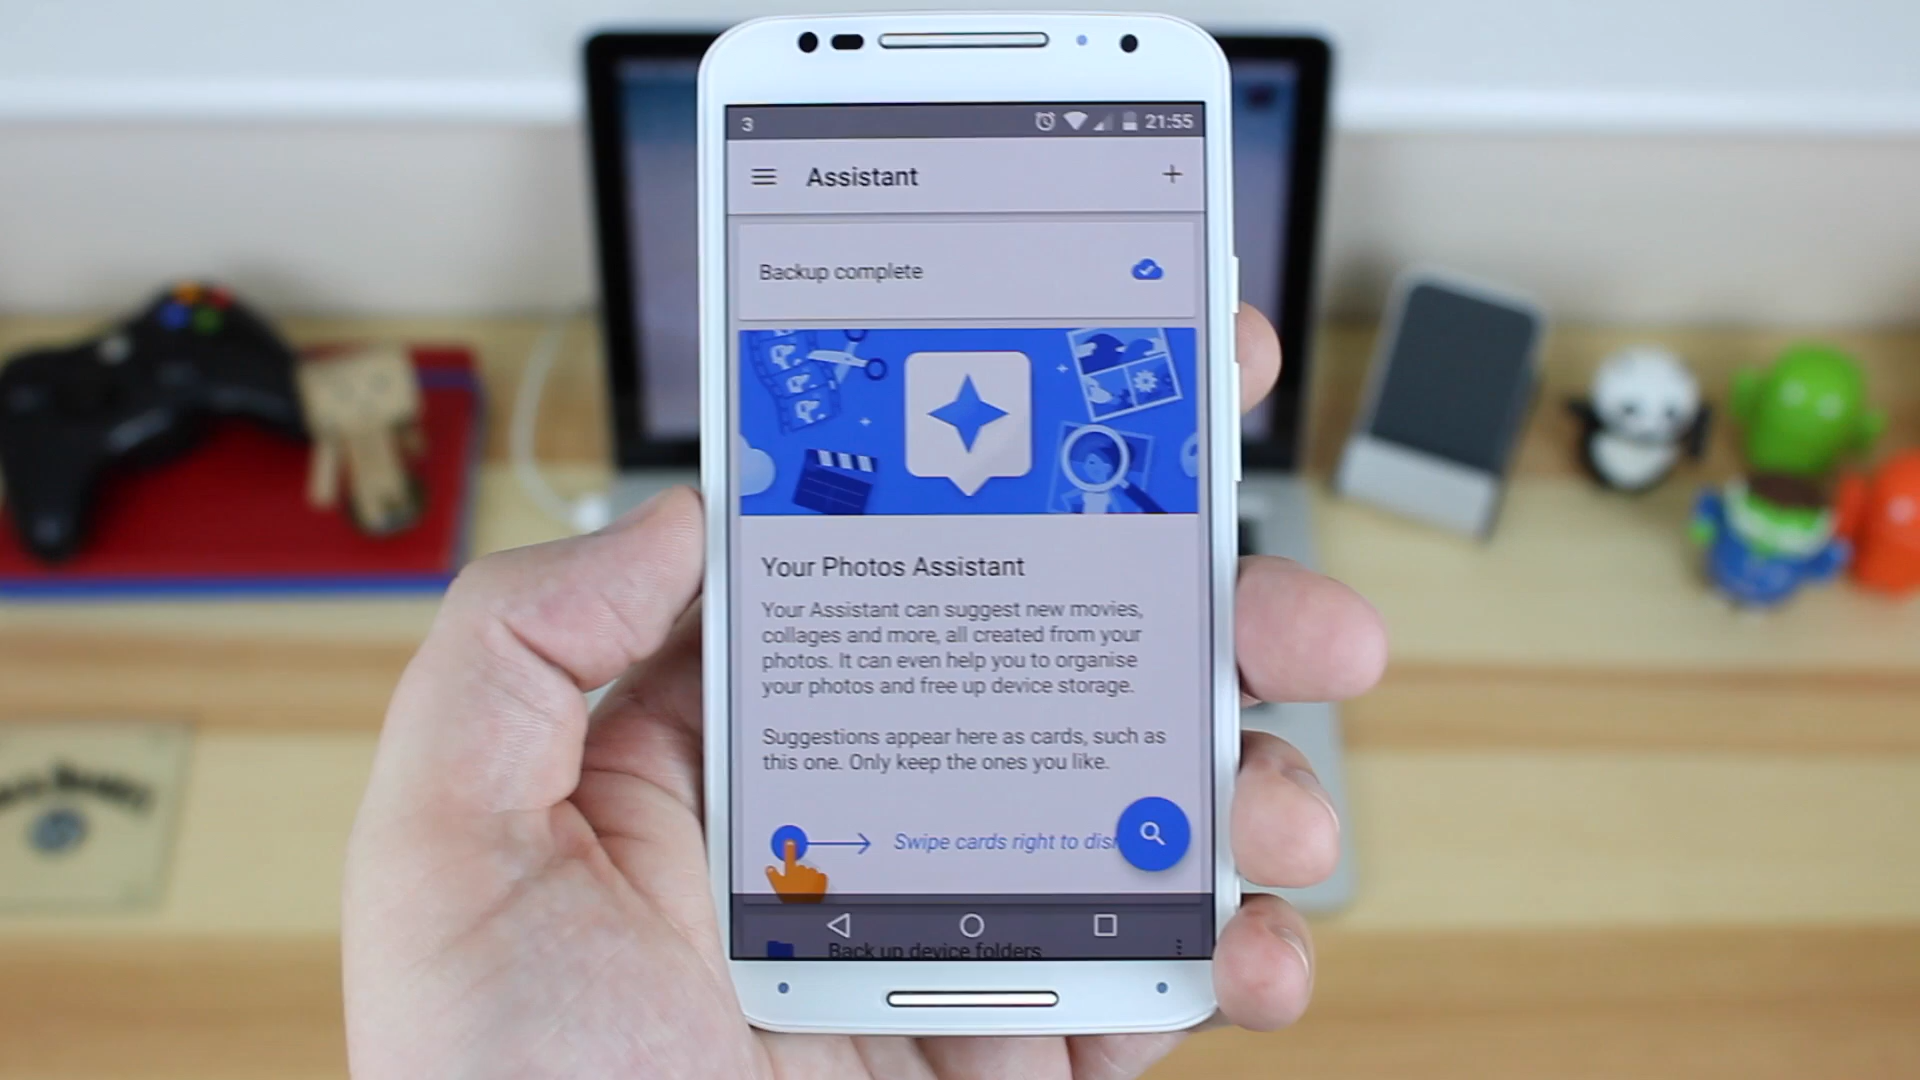 3
21:55
Assistant
Backup complete
Your Photos Assistant
Your Assistant can suggest new movies,
collages and more, all created from your
photos. It can even help you to organise
your photos and free up device storage.
Suggestions appear here as cards, such as
this one. Only keep the ones you like.
Swipe cards right to dis
Back up device folders